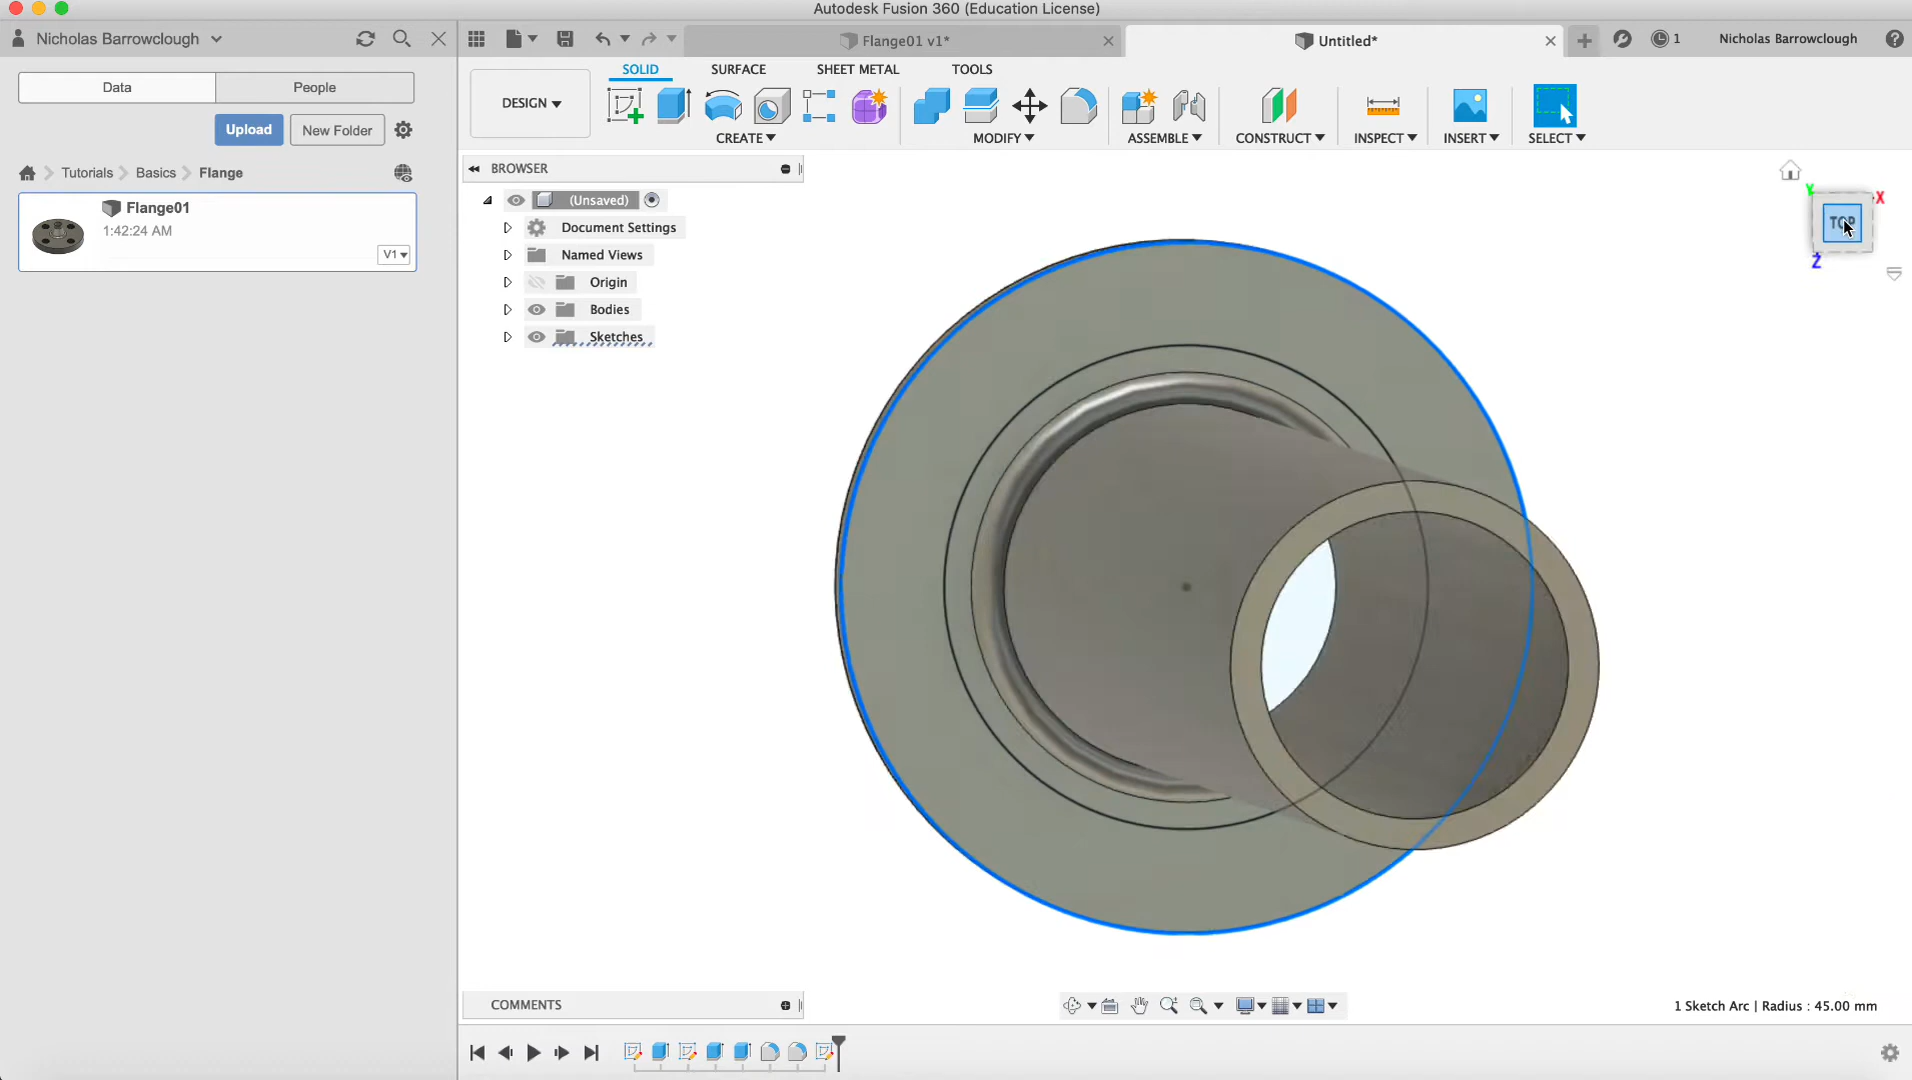 Autodesk Fusion 360 (Education License)
Nicholas Barrowclough
Flange01 v1*
Untitled*
1
Nicholas Barrowclough
Data
People
Upload
New Folder
Tutorials
Basics
Flange
Flange01
1:42:24 AM
V1
DESIGN
SOLID
SURFACE
SHEET METAL
TOOLS
CREATE
MODIFY
ASSEMBLE
CONSTRUCT
INSPECT
INSERT
SELECT
BROWSER
(Unsaved)
Document Settings
Named Views
Origin
Bodies
Sketches
Y
X
TOP
Z
COMMENTS
1 Sketch Arc | Radius : 45.00 mm